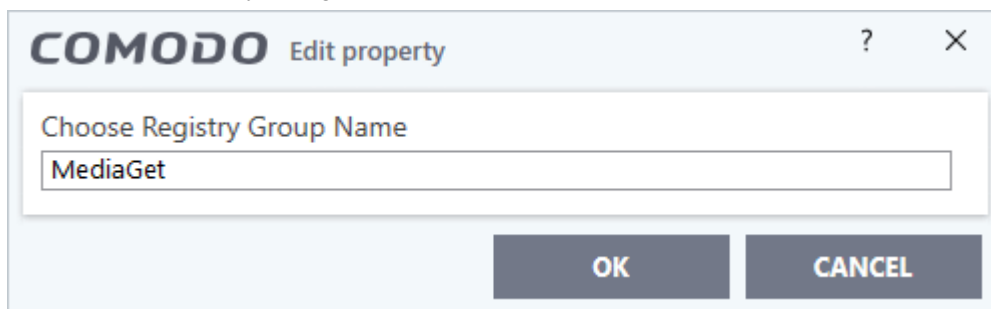 COMODO Edit property ?
Choose Registry Group Name
MediaGet
OK CANCEL